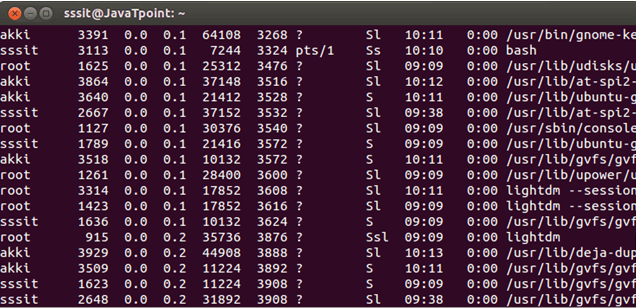 sssit@JavaTpoint: ~
akki 3391 0.0 0.1 64108 3268 ? Sl 10:11 0:00 /usr/bin/gnome-ke
sssit 3113 0.0 0.1 7244 3324 pts/1 Ss 10:10 0:00 bash
root 1625 0.0 0.1 25312 3476 ? Sl 09:09 0:00 /usr/lib/udisks/u
akki 3864 0.0 0.1 37148 3516 ? Sl 10:12 0:00 /usr/lib/at-spi2-
akki 3640 0.0 0.1 21412 3528 ? S 10:11 0:00 /usr/lib/ubuntu-g
sssit 2667 0.0 0.1 37152 3532 ? Sl 09:38 0:00 /usr/lib/at-spi2-
root 1127 0.0 0.1 30376 3540 ? Sl 09:09 0:00 /usr/sbin/console
sssit 1789 0.0 0.1 21416 3572 ? S 09:09 0:00 /usr/lib/ubuntu-g
akki 3518 0.0 0.1 10132 3572 ? S 10:11 0:00 /usr/lib/gvfs/gvf
root 1261 0.0 0.1 28400 3600 ? Sl 09:09 0:00 /usr/lib/upower/u
root 3314 0.0 0.1 17852 3608 ? Sl 10:11 0:00 lightdm --session
root 1423 0.0 0.1 17852 3616 ? Sl 09:09 0:00 lightdm --session
sssit 1636 0.0 0.1 10132 3624 ? S 09:09 0:00 /usr/lib/gvfs/gvf
root 915 0.0 0.2 35736 3876 ? Ssl 09:09 0:00 lightdm
akki 3929 0.0 0.2 44908 3888 ? Sl 10:13 0:00 /usr/lib/deja-dup
akki 3509 0.0 0.2 11224 3892 ? S 10:11 0:00 /usr/lib/gvfs/gvf
sssit 1623 0.0 0.2 11224 3908 ? S 09:09 0:00 /usr/lib/gvfs/gvf
sssit 2648 0.0 0.2 31892 3908 ? Sl 09:38 0:00 /usr/lib/gvfs/gvf